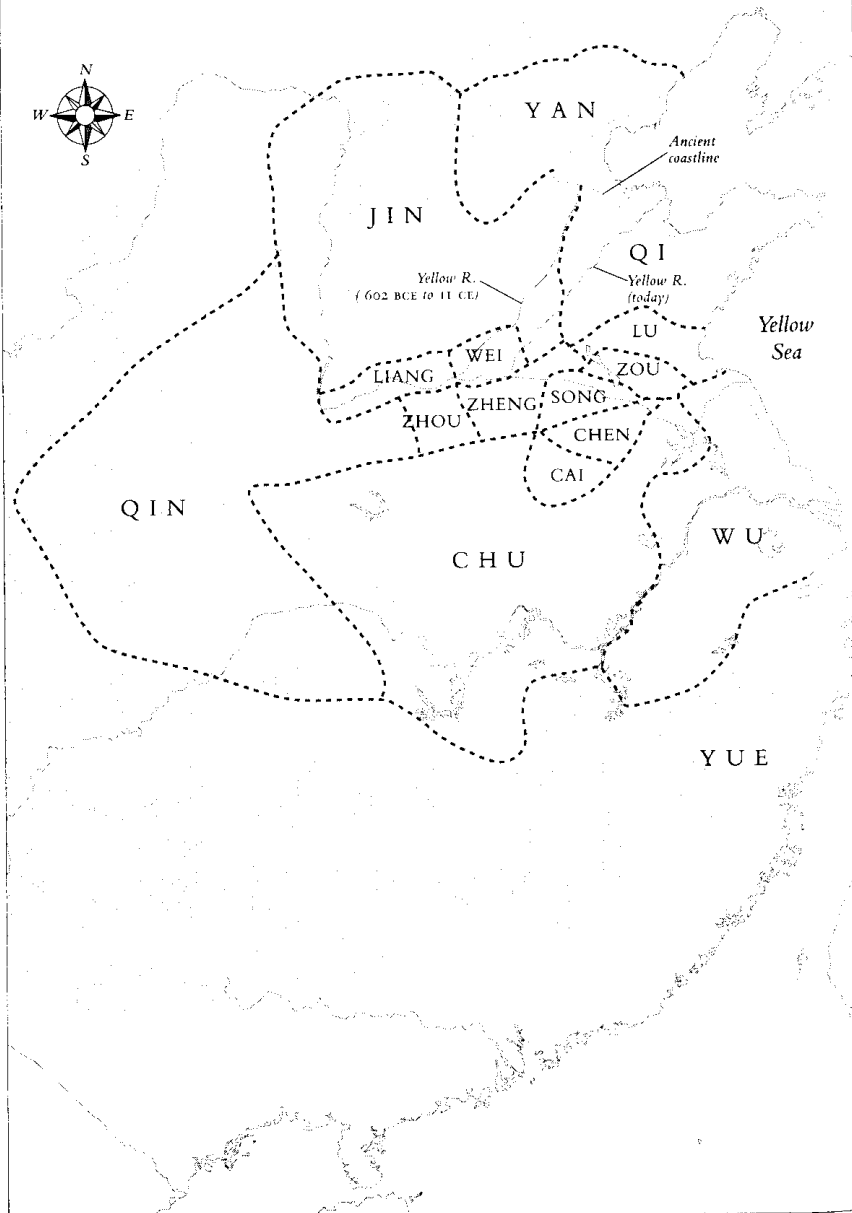 N
W E
S
YAN
Ancient
coastline
JIN
QI
Yellow R.
(602 BCE to 11 CE)
Yellow R.
(today)
LU
Yellow
Sea
WEI
LIANG
ZOU
ZHENG
SONG
ZHOU
CHEN
CAI
QIN
WU
CHU
YUE